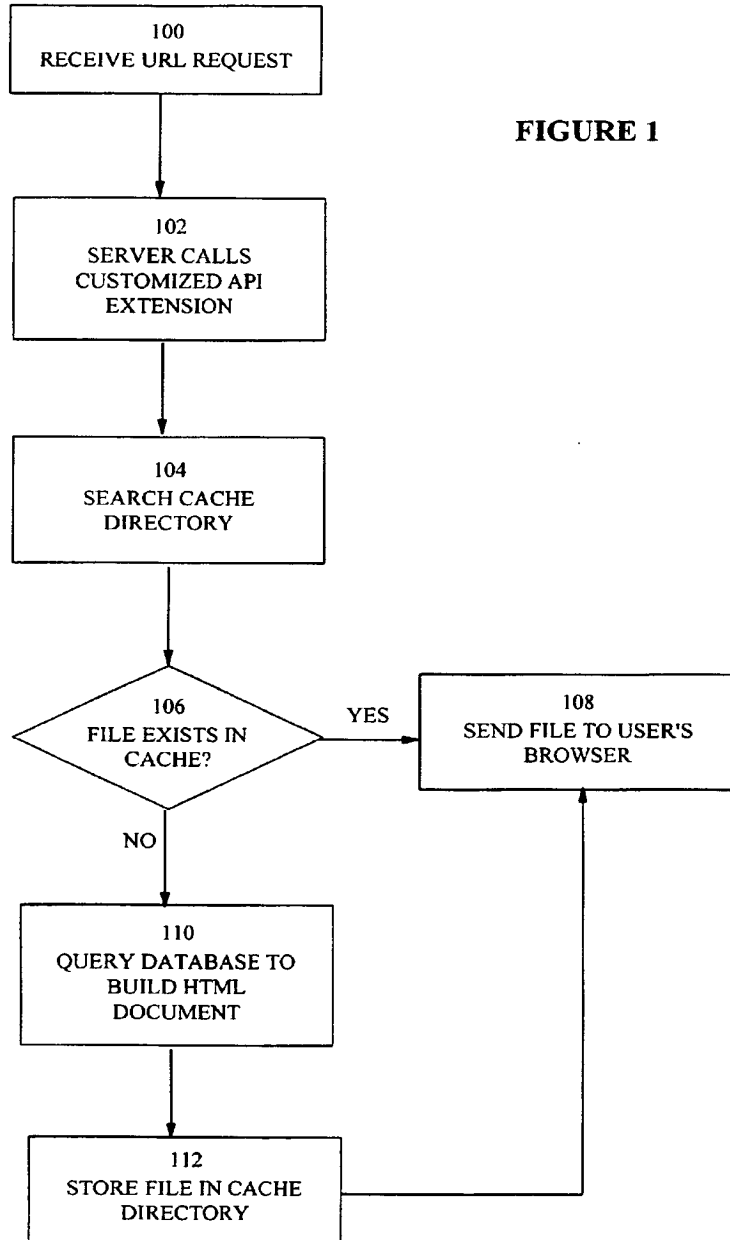 100
RECEIVE URL REQUEST
FIGURE 1
102
SERVER CALLS
CUSTOMIZED API
EXTENSION
104
SEARCH CACHE
DIRECTORY
106
FILE EXISTS IN
CACHE?
YES
108
SEND FILE TO USER'S
BROWSER
NO
110
QUERY DATABASE TO
BUILD HTML
DOCUMENT
112
STORE FILE IN CACHE
DIRECTORY